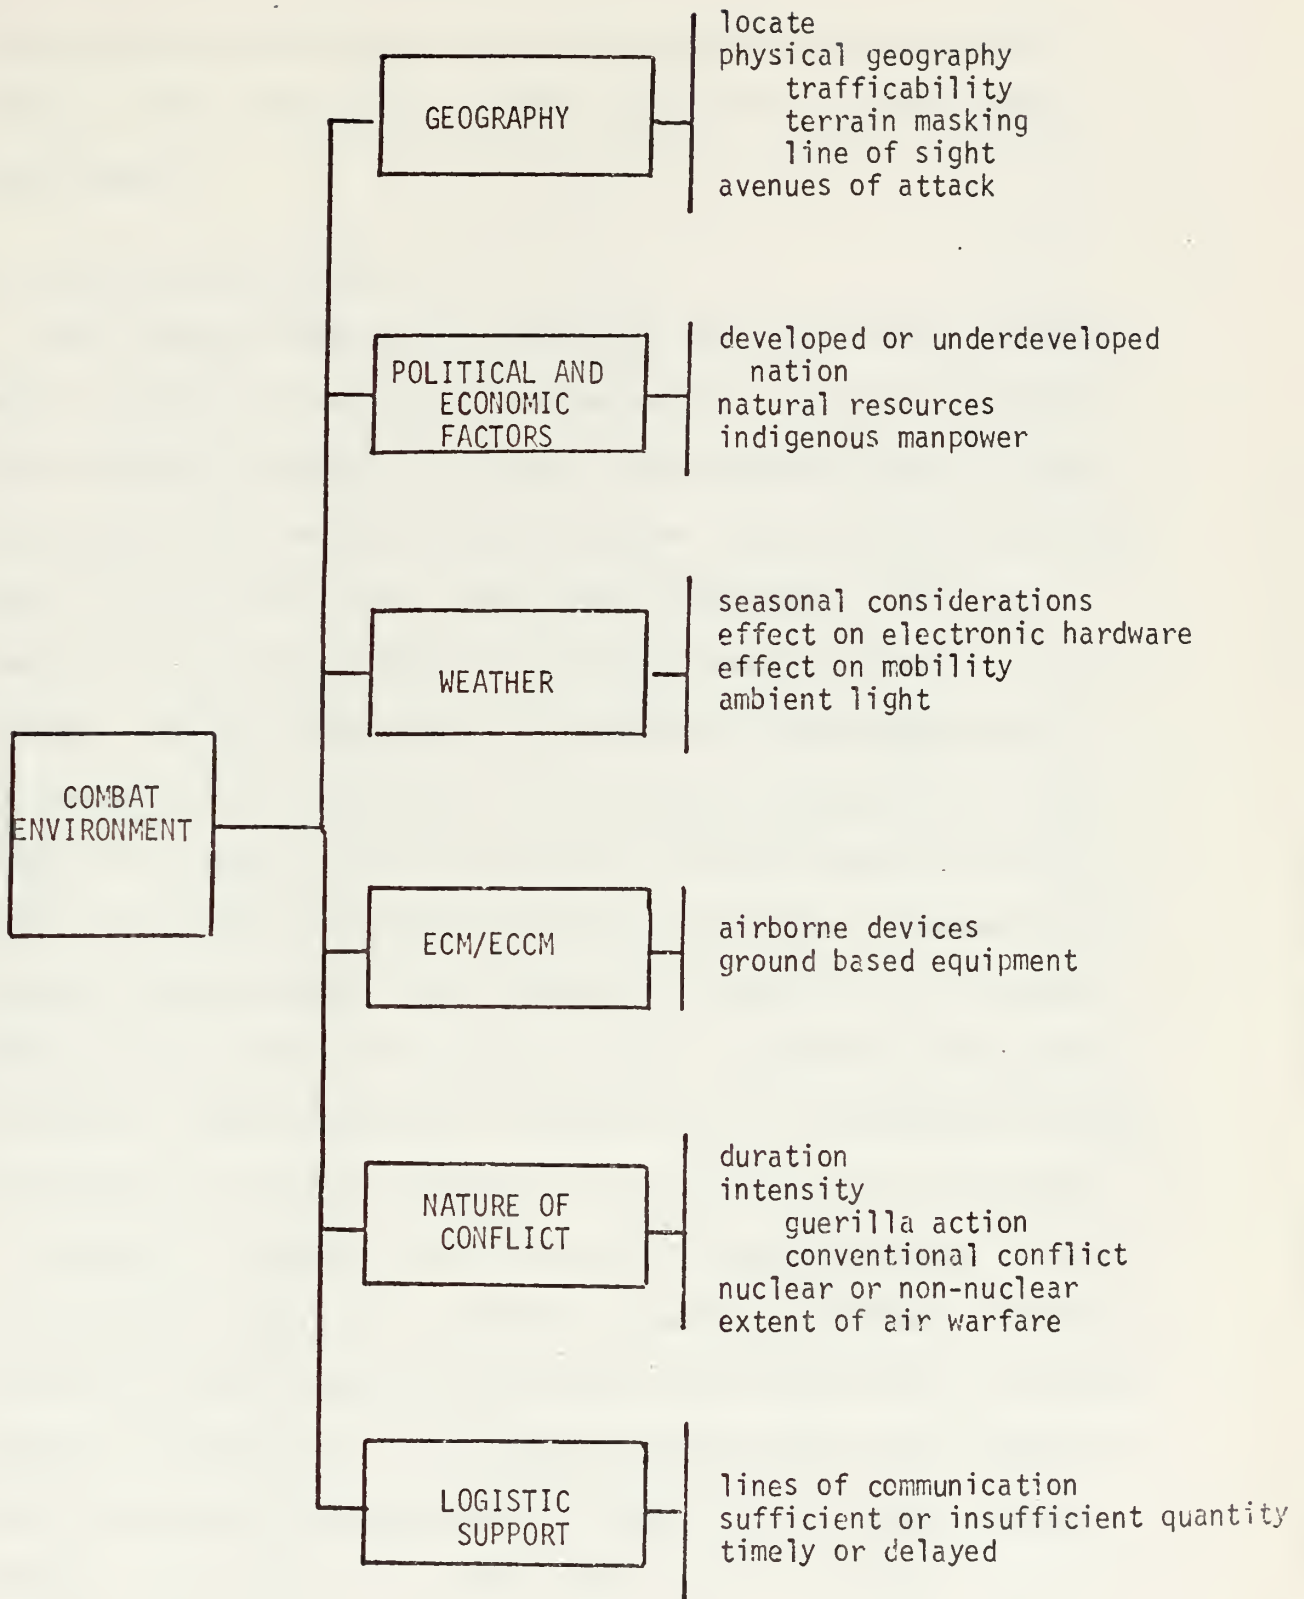 locate
physical geography
trafficability
terrain masking
line of sight
avenues of attack
GEOGRAPHY
developed or underdeveloped
nation
natural resources
indigenous manpower
POLITICAL AND
ECONOMIC
FACTORS
seasonal considerations
effect on electronic hardware
effect on mobility
ambient light
WEATHER
COMBAT
ENVIRONMENT
airborne devices
ground based equipment
ECM/ECCM
duration
intensity
guerilla action
conventional conflict
nuclear or non-nuclear
extent of air warfare
NATURE OF
CONFLICT
lines of communication
sufficient or insufficient quantity
timely or delayed
LOGISTIC
SUPPORT